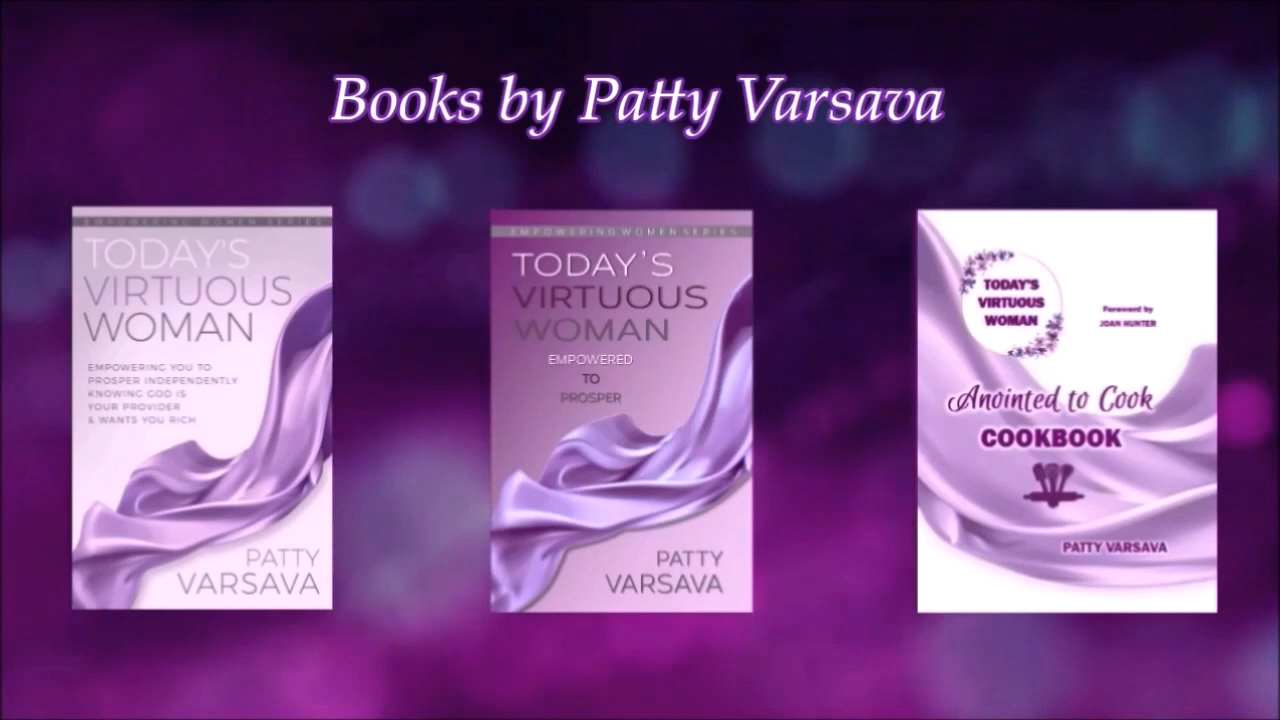 Books by Patty Varsava
EMPOWERING WOMEN SERIES
TODAY'S
VIRTUOUS
WOMAN
EMPOWERING YOU TO
PROSPER INDEPENDENTLY
KNOWING GOD IS
YOUR PROVIDER
& WANTS YOU RICH
PATTY
VARSAVA
EMPOWERING WOMEN SERIES
TODAY'S
VIRTUOUS
WOMAN
EMPOWERED
TO
PROSPER
PATTY
VARSAVA
TODAY'S
VIRTUOUS
WOMAN
Foreword by
JOAN HUNTER
Anointed to Cook
COOKBOOK
PATTY VARSAVA